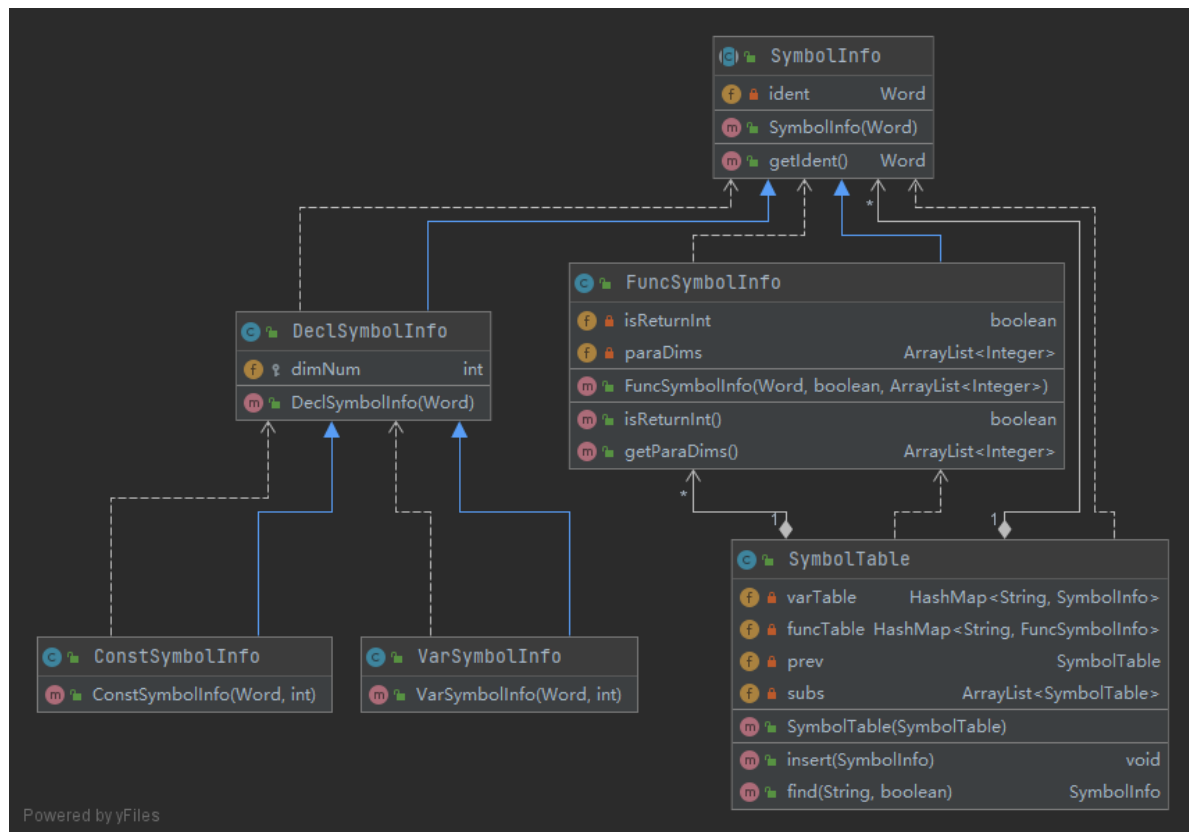 SymbolInfo
ident Word
SymbolInfo(Word)
getIdent() Word
*
FuncSymbolInfo
isReturnInt boolean
paraDims ArrayList<Integer>
FuncSymbolInfo(Word, boolean, ArrayList<Integer>)
isReturnInt() boolean
getParaDims() ArrayList<Integer>
DeclSymbolInfo
dimNum int
DeclSymbolInfo(Word)
*
1
1
SymbolTable
varTable HashMap<String, SymbolInfo>
funcTable HashMap<String, FuncSymbolInfo>
prev SymbolTable
subs ArrayList<SymbolTable>
SymbolTable(SymbolTable)
insert(SymbolInfo) void
find(String, boolean) SymbolInfo
ConstSymbolInfo
ConstSymbolInfo(Word, int)
VarSymbolInfo
VarSymbolInfo(Word, int)
Powered by yFiles